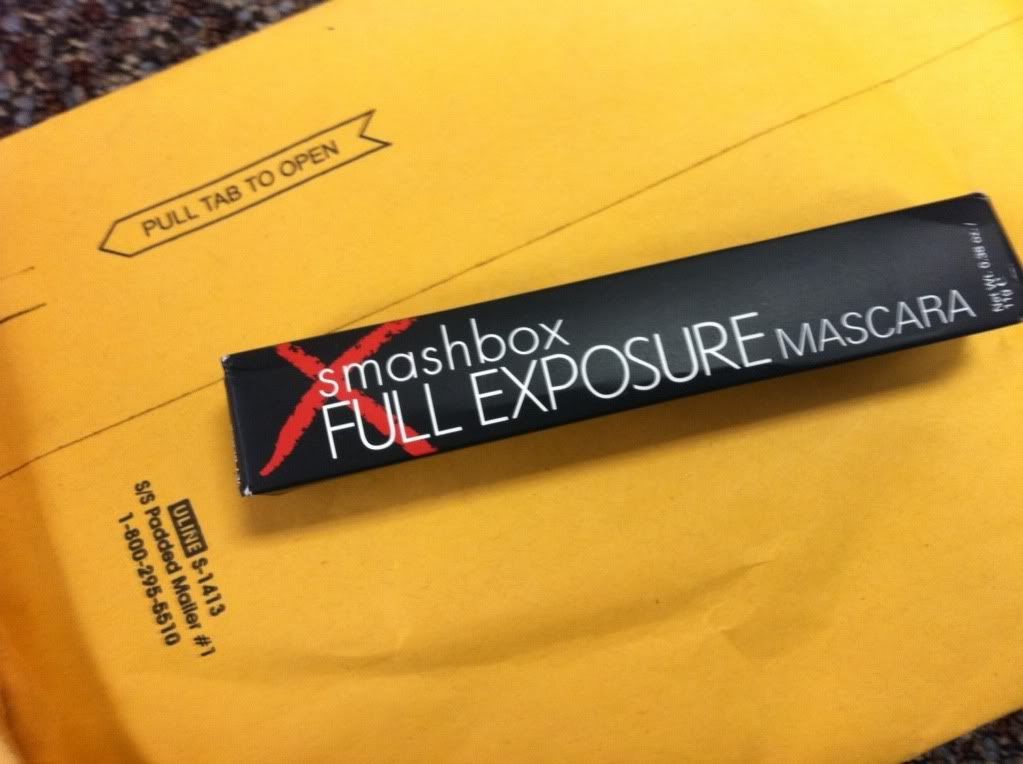 PULL TAB TO OPEN
smashbox
FULL EXPOSURE MASCARA
ULINE S-1413
S/S Padded Mailer #1
1-800-295-5510